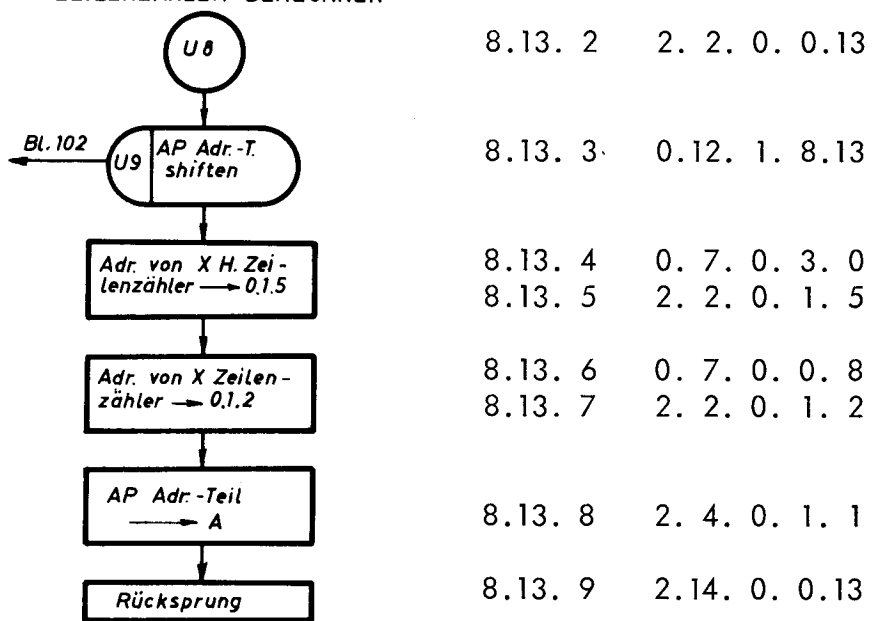 U 8
8.13. 2 2. 2. 0. 0.13
Bl. 102
U9
AP Adr.-T.
shiften
8.13. 3 0.12. 1. 8.13
Adr. von X H. Zei-
lenzähler → 0,1.5
8.13. 4 0. 7. 0. 3. 0
8.13. 5 2. 2. 0. 1. 5
Adr. von X Zeilen-
zähler → 0,1.2
8.13. 6 0. 7. 0. 0. 8
8.13. 7 2. 2. 0. 1. 2
AP Adr.-Teil
→ A
8.13. 8 2. 4. 0. 1. 1
Rücksprung
8.13. 9 2.14. 0. 0.13